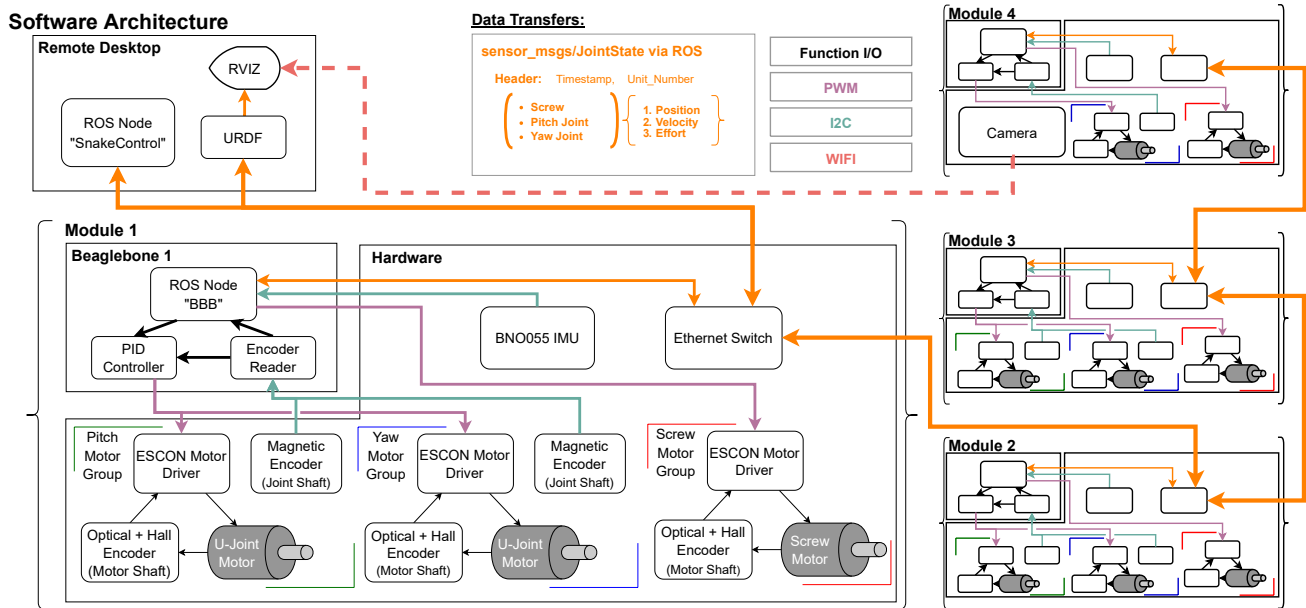 Software Architecture
Remote Desktop
RVIZ
ROS Node
"SnakeControl"
URDF
Data Transfers:
sensor_msgs/JointState via ROS
Header: Timestamp, Unit_Number
• Screw
• Pitch Joint
• Yaw Joint
1. Position
2. Velocity
3. Effort
Function I/O
PWM
I2C
WIFI
Module 4
Camera
Module 1
Beaglebone 1
Hardware
ROS Node
"BBB"
PID
Controller
Encoder
Reader
BNO055 IMU
Ethernet Switch
Pitch
Motor
Group
ESCON Motor
Driver
Magnetic
Encoder
(Joint Shaft)
Optical + Hall
Encoder
(Motor Shaft)
U-Joint
Motor
Yaw
Motor
Group
ESCON Motor
Driver
Magnetic
Encoder
(Joint Shaft)
Optical + Hall
Encoder
(Motor Shaft)
U-Joint
Motor
Screw
Motor
Group
ESCON Motor
Driver
Optical + Hall
Encoder
(Motor Shaft)
Screw
Motor
Module 3
Module 2